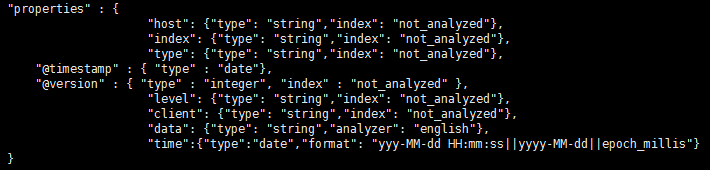 "properties" : {
"host": {"type": "string","index": "not_analyzed"},
"index": {"type": "string","index": "not_analyzed"},
"type": {"type": "string","index": "not_analyzed"},
"@timestamp" : { "type" : "date"},
"@version" : { "type" : "integer", "index" : "not_analyzed" },
"level": {"type": "string","index": "not_analyzed"},
"client": {"type": "string","index": "not_analyzed"},
"data": {"type": "string","analyzer": "english"},
"time":{"type":"date","format": "yyy-MM-dd HH:mm:ss||yyyy-MM-dd||epoch_millis"}
}